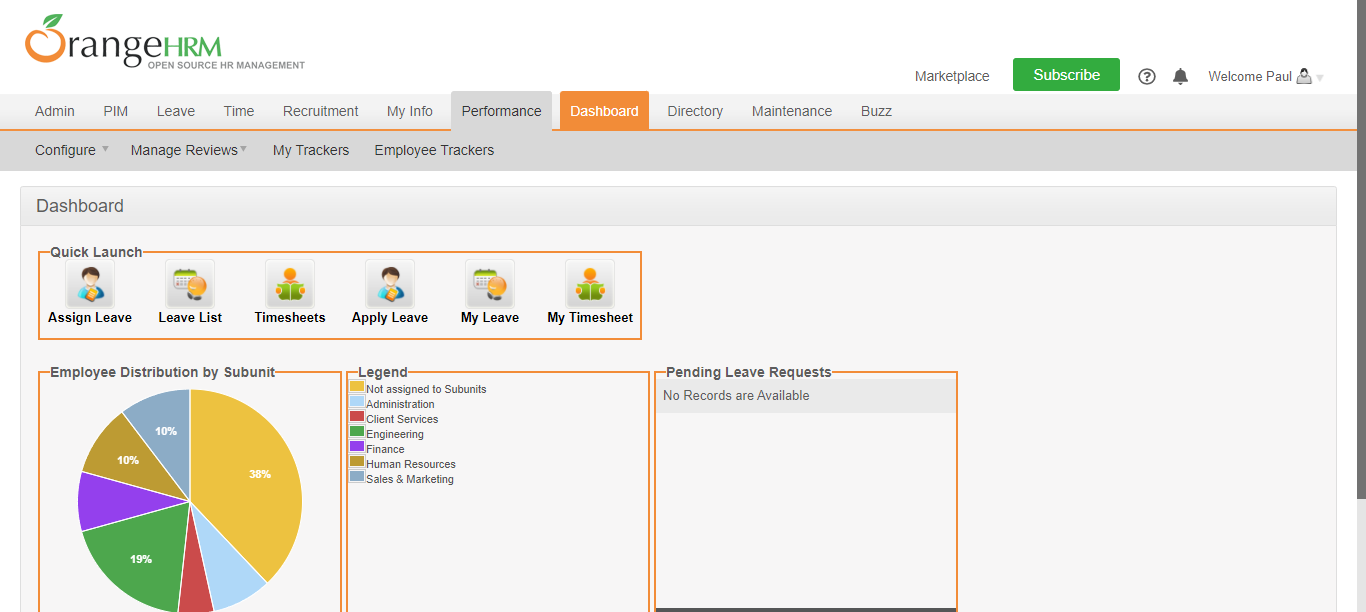 OrangeHRM
OPEN SOURCE HR MANAGEMENT
Marketplace Subscribe Welcome Paul
Admin PIM Leave Time Recruitment My Info Performance Dashboard Directory Maintenance Buzz
Configure Manage Reviews My Trackers Employee Trackers
Dashboard
Quick Launch
Assign Leave Leave List Timesheets Apply Leave My Leave My Timesheet
Employee Distribution by Subunit
10%
38%
10%
19%
Legend
Not assigned to Subunits
Administration
Client Services
Engineering
Finance
Human Resources
Sales & Marketing
Pending Leave Requests
No Records are Available